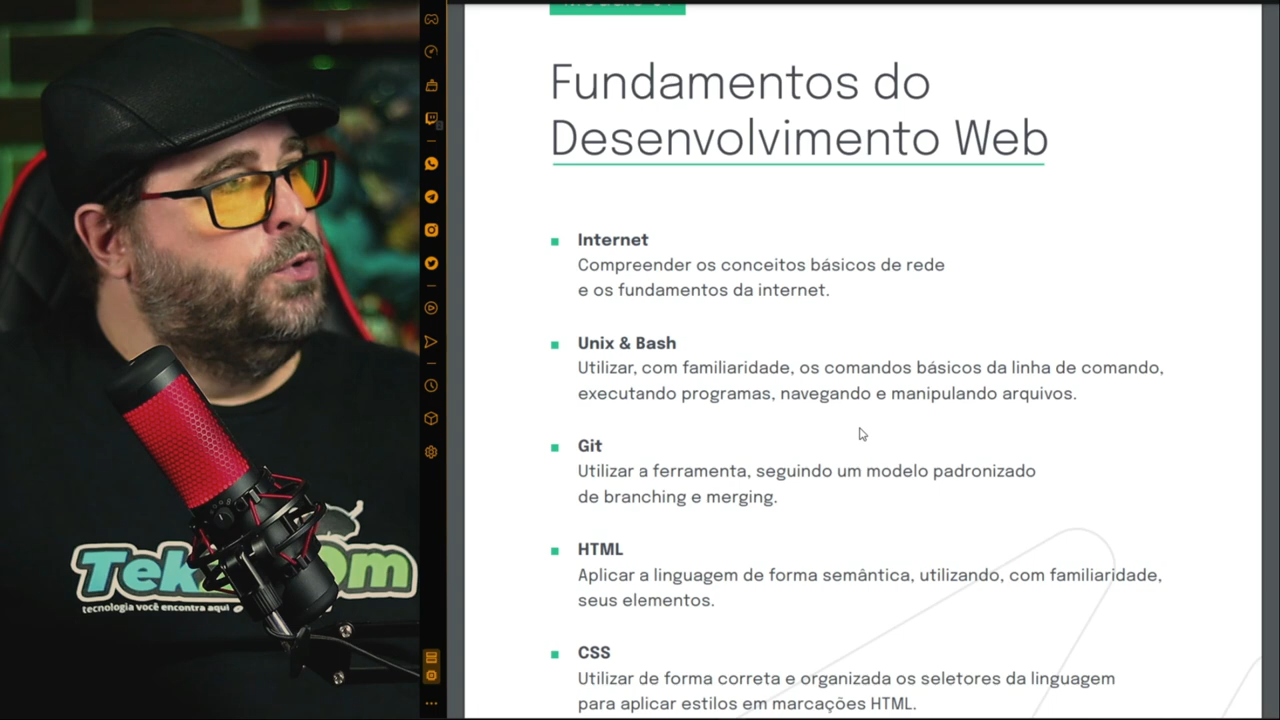 Fundamentos do
Desenvolvimento Web
Internet
Compreender os conceitos básicos de rede
e os fundamentos da internet.
Unix & Bash
Utilizar, com familiaridade, os comandos básicos da linha de comando,
executando programas, navegando e manipulando arquivos.
Git
Utilizar a ferramenta, seguindo um modelo padronizado
de branching e merging.
HTML
Aplicar a linguagem de forma semântica, utilizando, com familiaridade,
seus elementos.
CSS
Utilizar de forma correta e organizada os seletores da linguagem
para aplicar estilos em marcações HTML.
tecnologia você encontra aqui